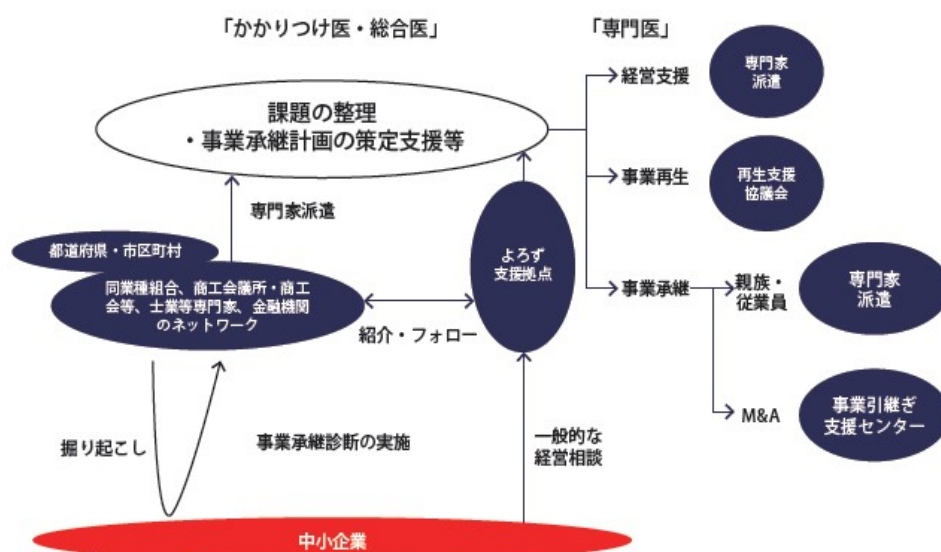 「かかりつけ医・総合医」
「専門医」
課題の整理
・事業承継計画の策定支援等
専門家派遣
都道府県・市区町村
同業種組合、商工会議所・商工
会等、士業等専門家、金融機関
のネットワーク
よろず
支援拠点
紹介・フォロー
掘り起こし
事業承継診断の実施
一般的な
経営相談
中小企業
経営支援
専門家
派遣
事業再生
再生支援
協議会
事業承継
親族・
従業員
専門家
派遣
M&A
事業引継ぎ
支援センター